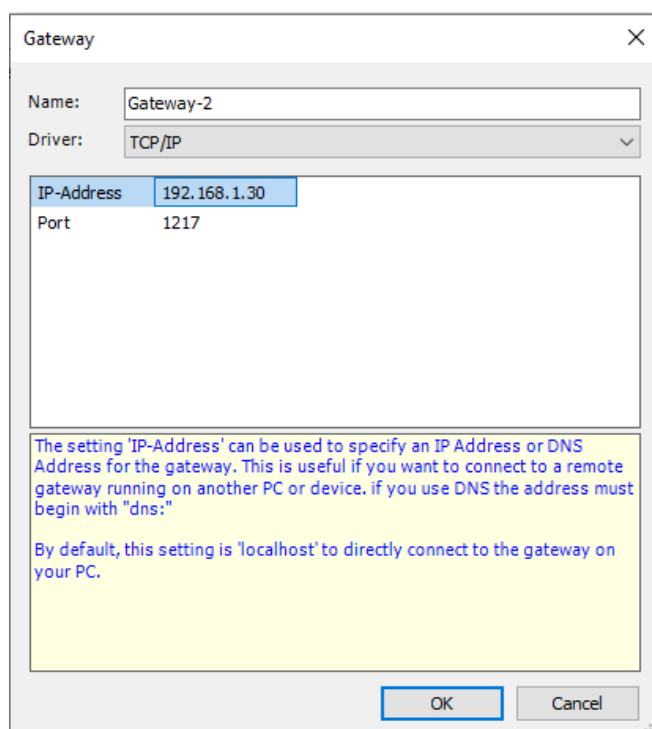 Gateway
Name: Gateway-2
Driver: TCP/IP
IP-Address 192.168.1.30
Port 1217
The setting 'IP-Address' can be used to specify an IP Address or DNS
Address for the gateway. This is useful if you want to connect to a remote
gateway running on another PC or device. if you use DNS the address must
begin with "dns:"
By default, this setting is 'localhost' to directly connect to the gateway on
your PC.
OK Cancel